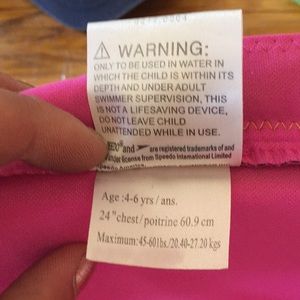 WARNING:
ONLY TO BE USED IN WATER IN
WHICH THE CHILD IS WITHIN ITS
DEPTH AND UNDER ADULT
SWIMMER SUPERVISION, THIS IS
NOT A LIFESAVING DEVICE,
DO NOT LEAVE CHILD
UNATTENDED WHILE IN USE.
and are registered trademarks of and
under license from Speedo International Limited
Age :4-6 yrs / ans.
24"chest/poitrine 60.9 cm
Maximum:45-60lbs./20.40-27.20 kgs